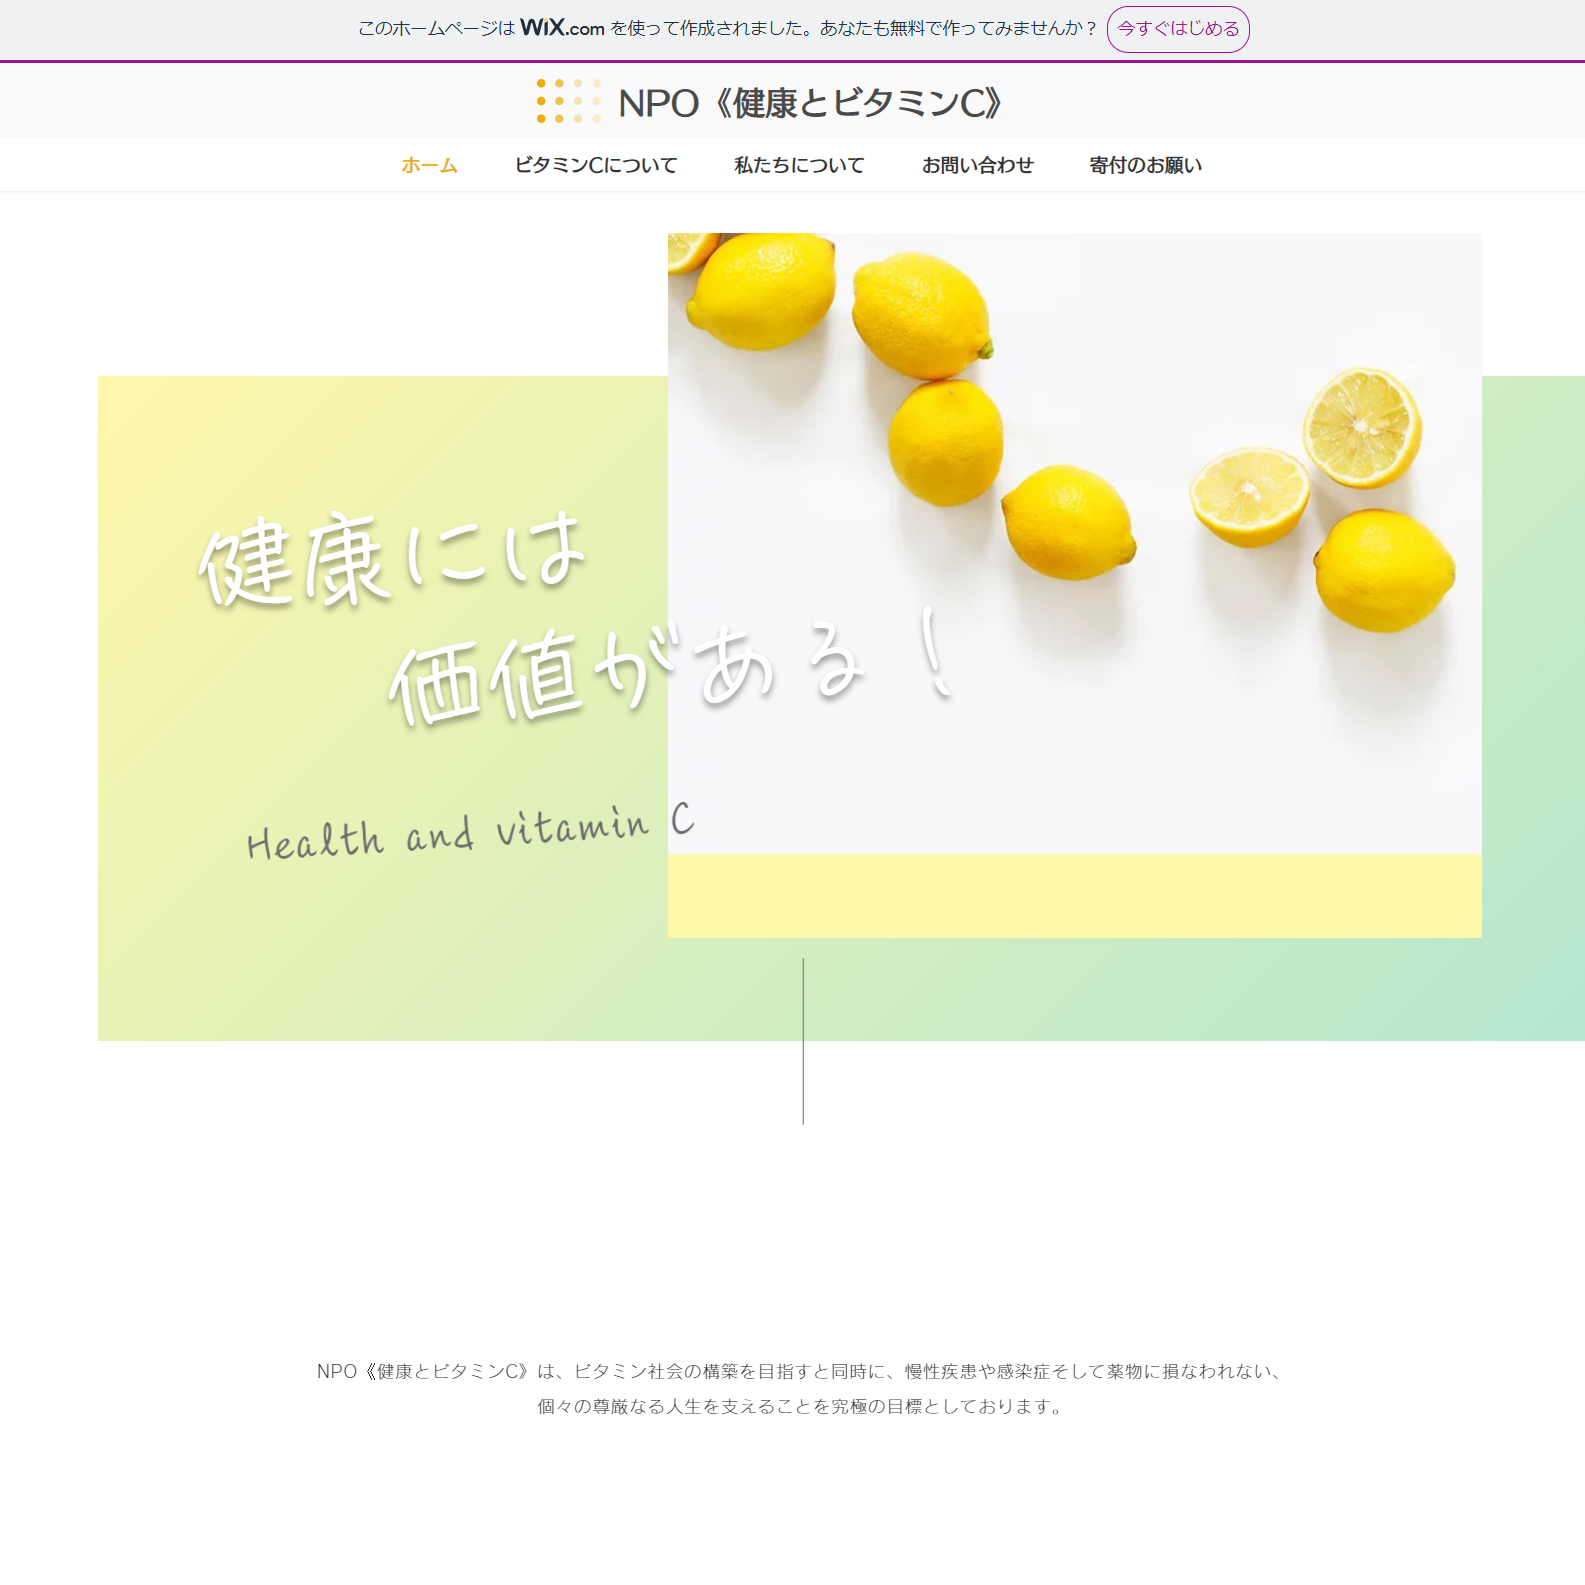 このホームページは WiX.com を使って作成されました。あなたも無料で作ってみませんか？ 今すぐはじめる
NPO《健康とビタミンC》
ホーム ビタミンCについて 私たちについて お問い合わせ 寄付のお願い
健康には
価値がある！
Health and vitamin C
NPO《健康とビタミンC》は、ビタミン社会の構築を目指すと同時に、慢性疾患や感染症そして薬物に損なわれない、
個々の尊厳なる人生を支えることを究極の目標としております。